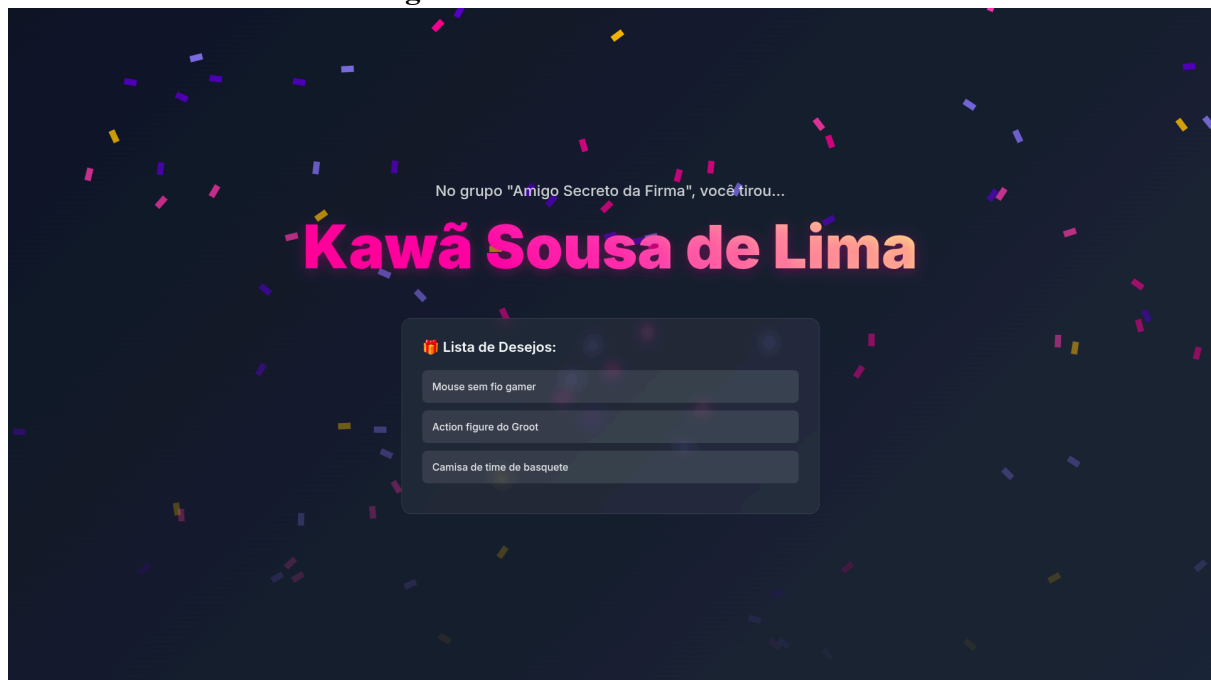 No grupo "Amigo Secreto da Firma", você tirou...
Kawã Sousa de Lima
🎁 Lista de Desejos:
Mouse sem fio gamer
Action figure do Groot
Camisa de time de basquete